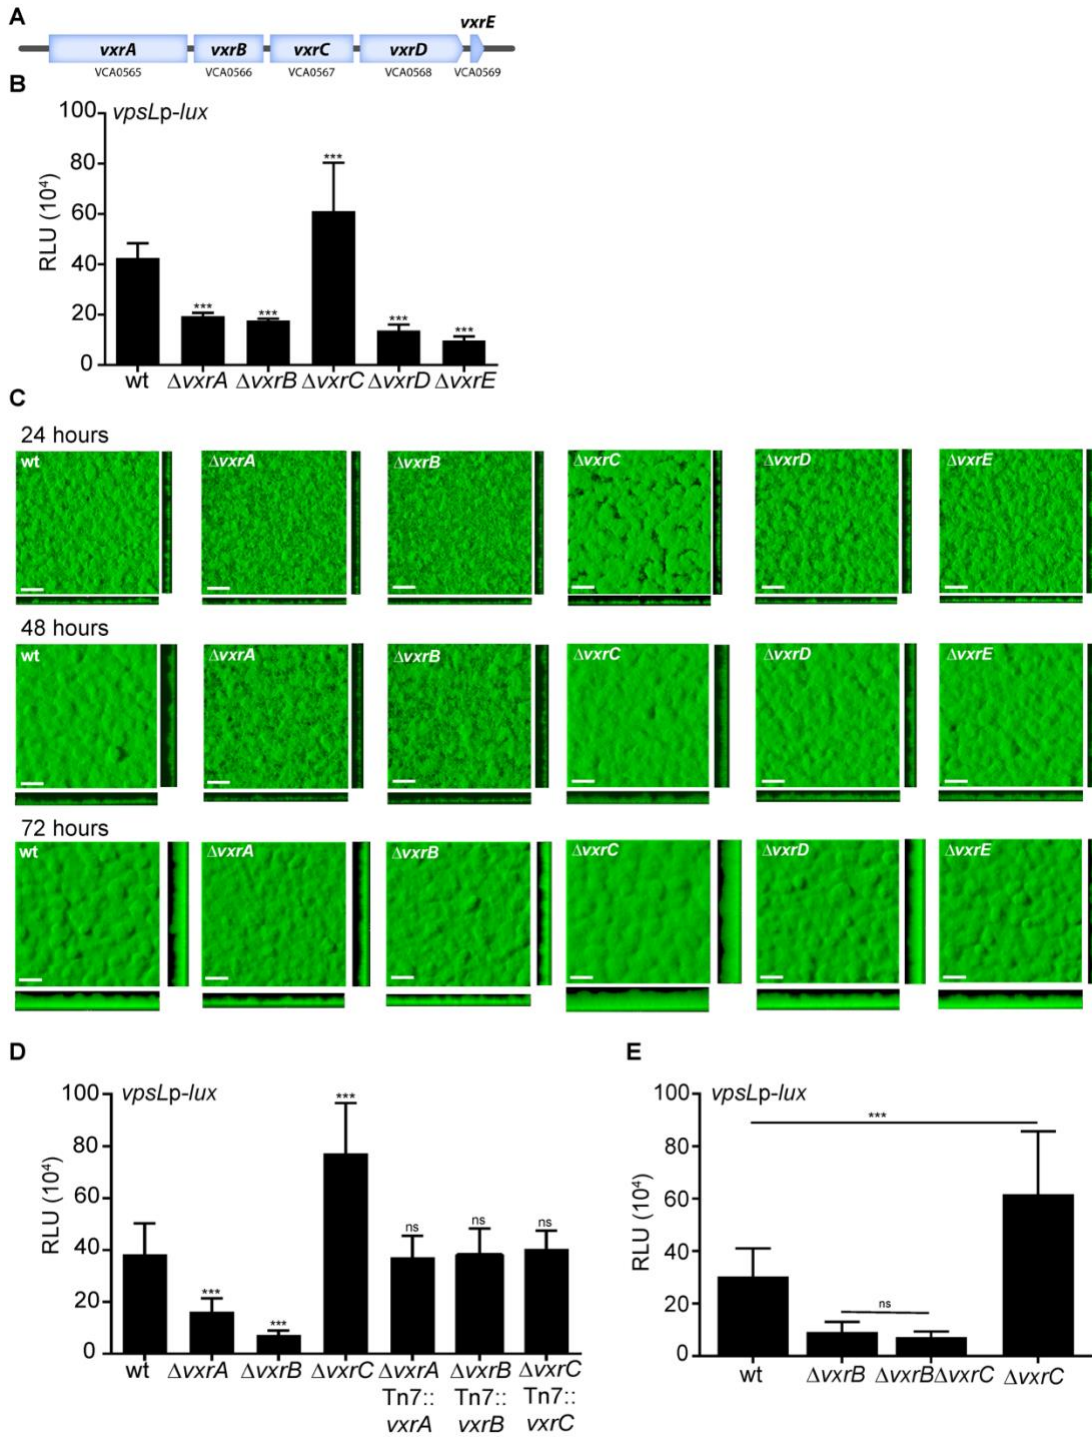 A
vxrE
vxrA vxrB vxrC vxrD
VCA0565 VCA0566 VCA0567 VCA0568 VCA0569
B
vpsLp-lux
RLU (10⁴)
100
80
60
40
20
0
***
***
***
***
***
wt ΔvxrA ΔvxrB ΔvxrC ΔvxrD ΔvxrE
C
24 hours
wt ΔvxrA ΔvxrB ΔvxrC ΔvxrD ΔvxrE
48 hours
wt ΔvxrA ΔvxrB ΔvxrC ΔvxrD ΔvxrE
72 hours
wt ΔvxrA ΔvxrB ΔvxrC ΔvxrD ΔvxrE
D
vpsLp-lux
RLU (10⁴)
100
80
60
40
20
0
***
***
***
ns
ns
ns
wt ΔvxrA ΔvxrB ΔvxrC ΔvxrA ΔvxrB ΔvxrC
Tn7:: Tn7:: Tn7::
vxrA vxrB vxrC
E
vpsLp-lux
RLU (10⁴)
100
80
60
40
20
0
***
ns
wt ΔvxrB ΔvxrBΔvxrC ΔvxrC